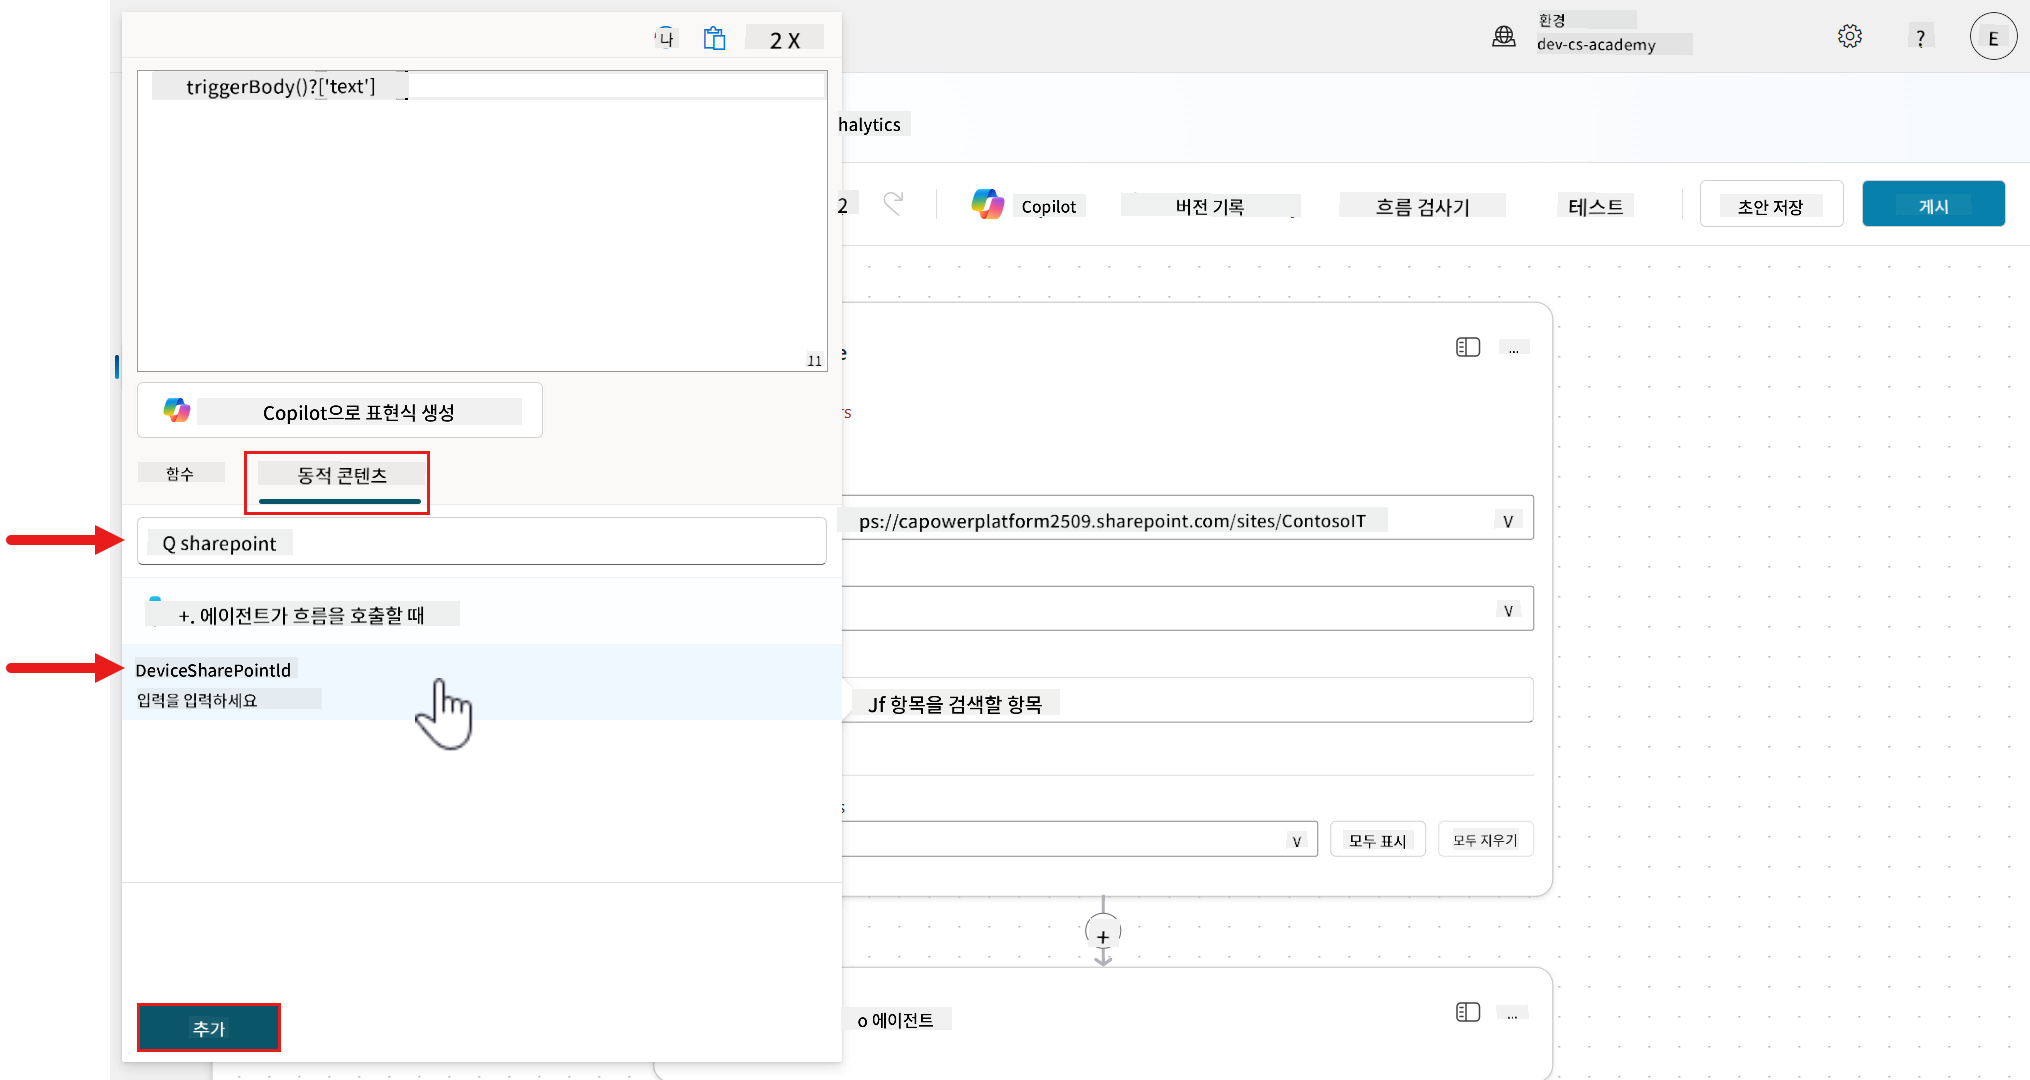 나
2 X
환경
dev-cs-academy
?
E
triggerBody()?['text']
11
halytics
2
Copilot
버전 기록
흐름 검사기
테스트
초안 저장
게시
e
...
Copilot으로 표현식 생성
rs
함수
동적 콘텐츠
Q sharepoint
ps://capowerplatform2509.sharepoint.com/sites/ContosoIT
V
+. 에이전트가 흐름을 호출할 때
V
DeviceSharePointId
입력을 입력하세요
Jf 항목을 검색할 항목
s
V
모두 표시
모두 지우기
+
추가
o 에이전트
...